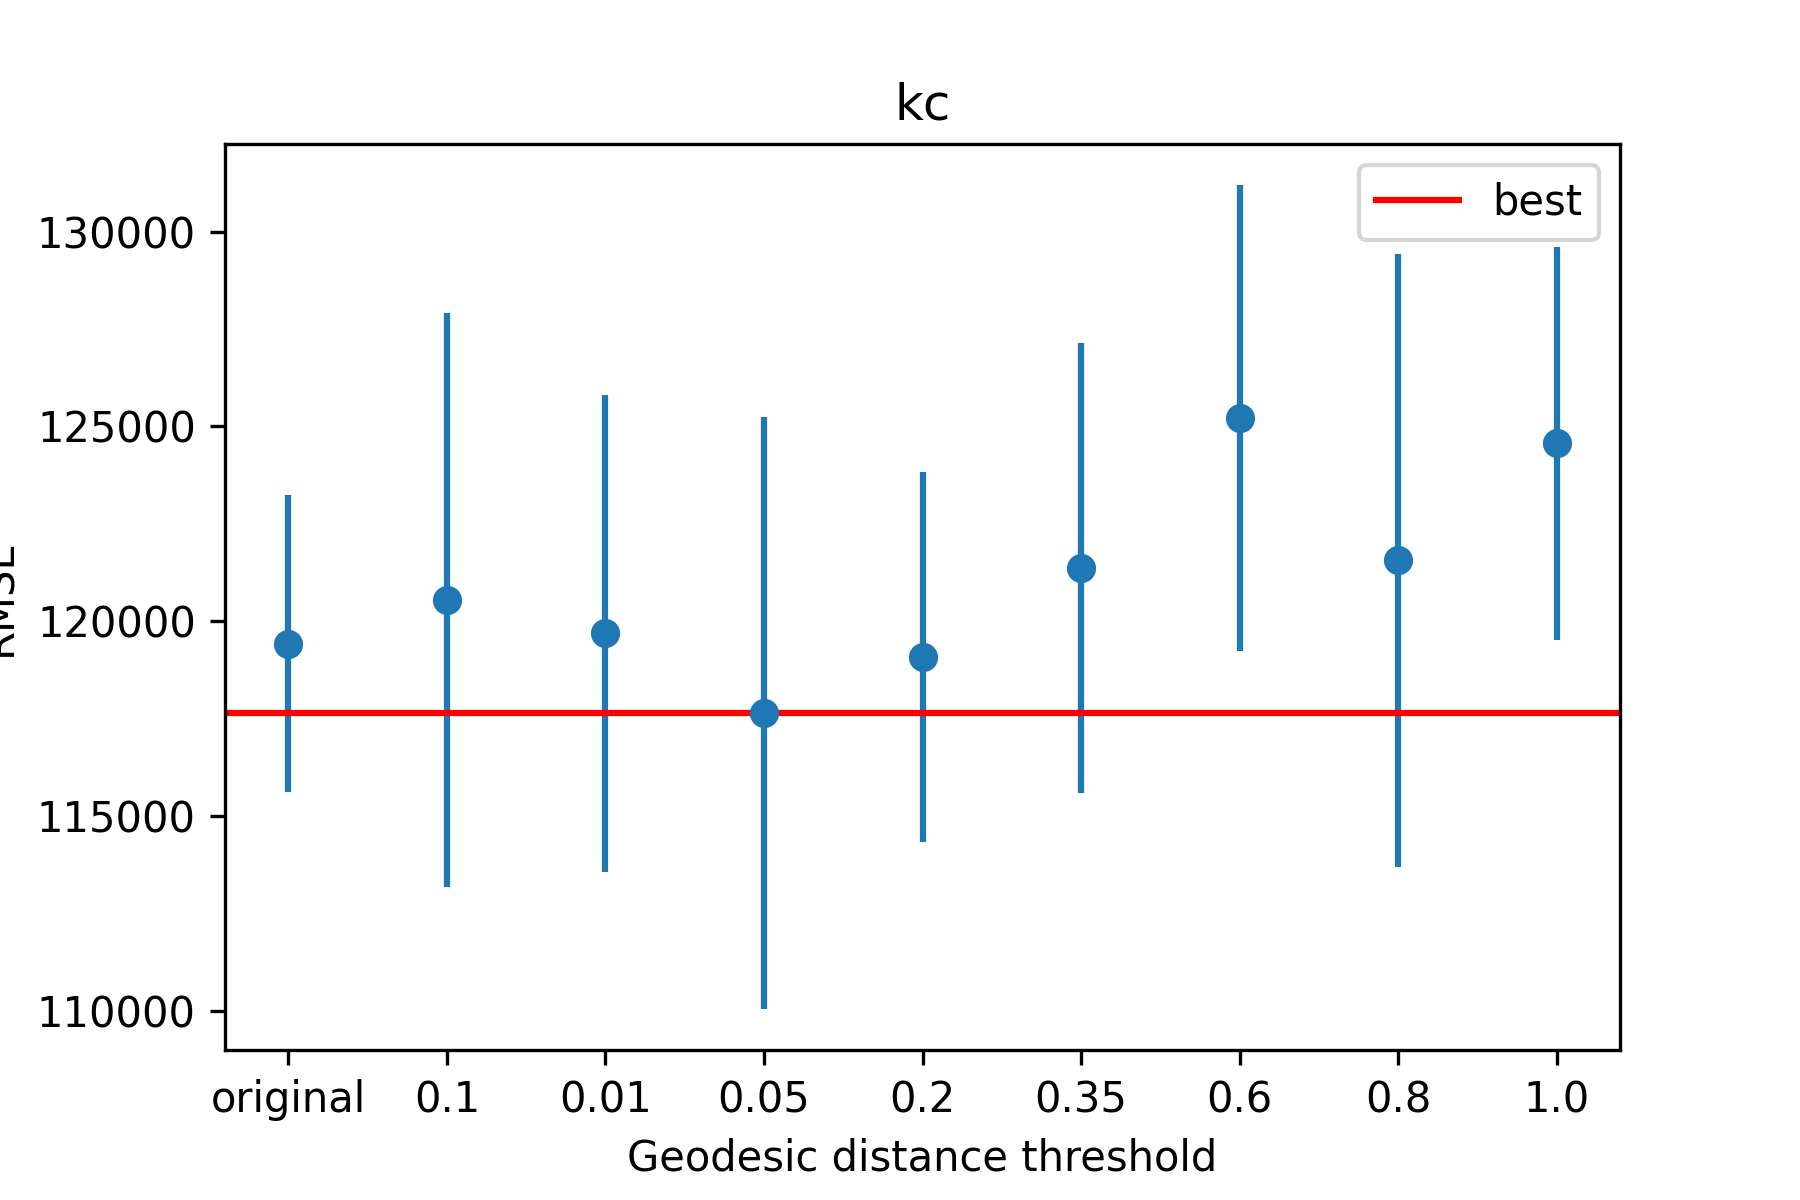 kc
best
130000
125000
120000
115000
110000
RMSE
original 0.1 0.01 0.05 0.2 0.35 0.6 0.8 1.0
Geodesic distance threshold